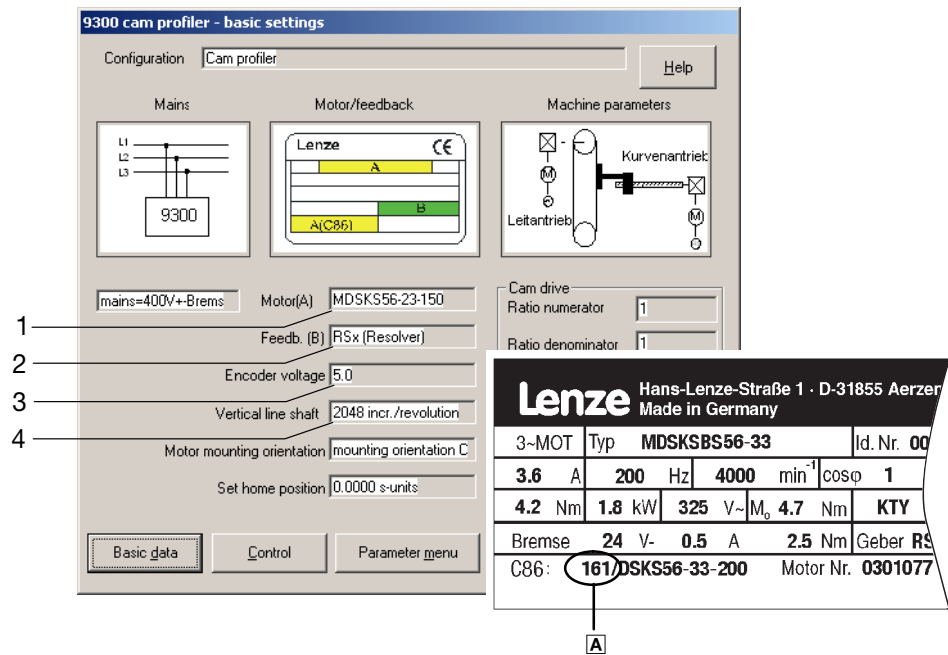 9300 cam profiler - basic settings
Configuration Cam profiler
Help
Mains Motor/feedback Machine parameters
L1
L2
L3
9300
Lenze CE
A
B
A(C86)
Kurvenantrieb
M
Leitantrieb
M
mains=400V+-Brems
Motor(A) MDSKS56-23-150
Feedb. (B) RSx (Resolver)
Encoder voltage 5.0
Vertical line shaft 2048 incr./revolution
Motor mounting orientation mounting orientation C
Set home position 0.0000 s-units
Cam drive
Ratio numerator 1
Ratio denominator 1
Basic data Control Parameter menu
1
2
3
4
Lenze Hans-Lenze-Straße 1 · D-31855 Aerzen
Made in Germany
3~MOT Typ MDSKSBS56-33 Id. Nr. 00
3.6 A 200 Hz 4000 min-1 cosφ 1
4.2 Nm 1.8 kW 325 V~ Mo 4.7 Nm KTY
Bremse 24 V- 0.5 A 2.5 Nm Geber RS
C86: 161/DSKS56-33-200 Motor Nr. 0301077
A